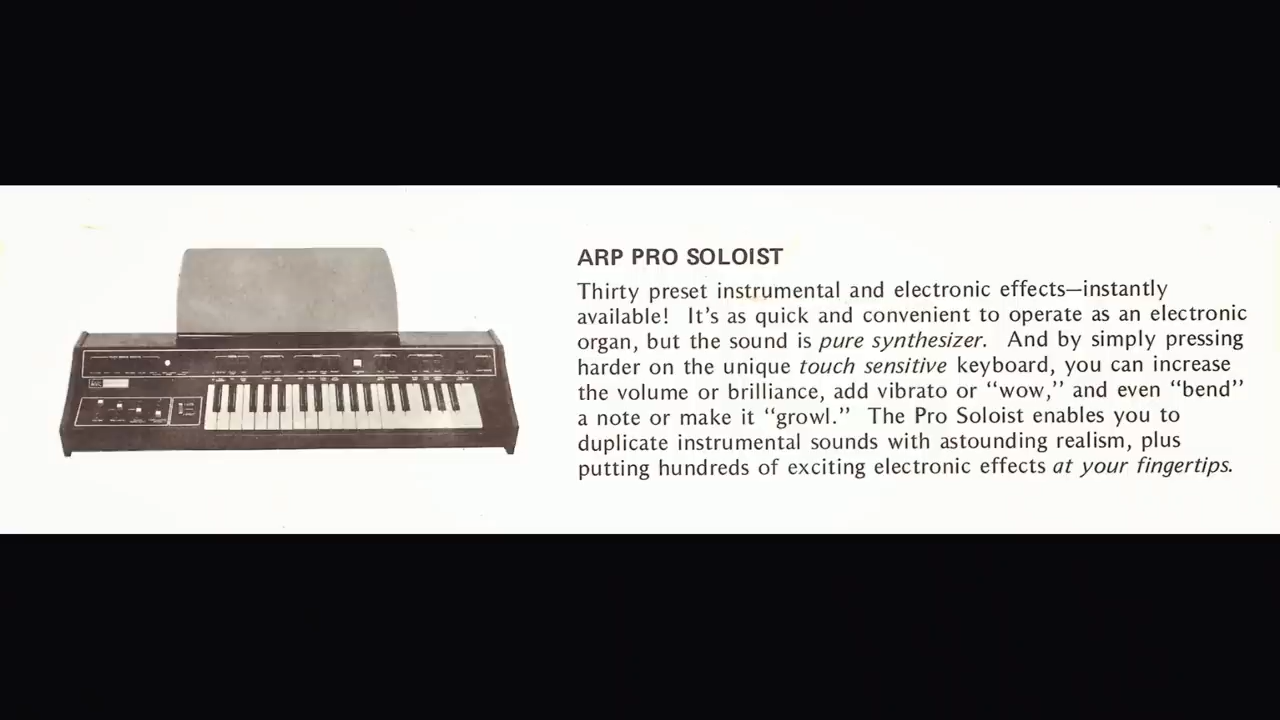 ARP PRO SOLOIST
Thirty preset instrumental and electronic effects—instantly
available! It's as quick and convenient to operate as an electronic
organ, but the sound is pure synthesizer. And by simply pressing
harder on the unique touch sensitive keyboard, you can increase
the volume or brilliance, add vibrato or “wow,” and even “bend”
a note or make it “growl.” The Pro Soloist enables you to
duplicate instrumental sounds with astounding realism, plus
putting hundreds of exciting electronic effects at your fingertips.